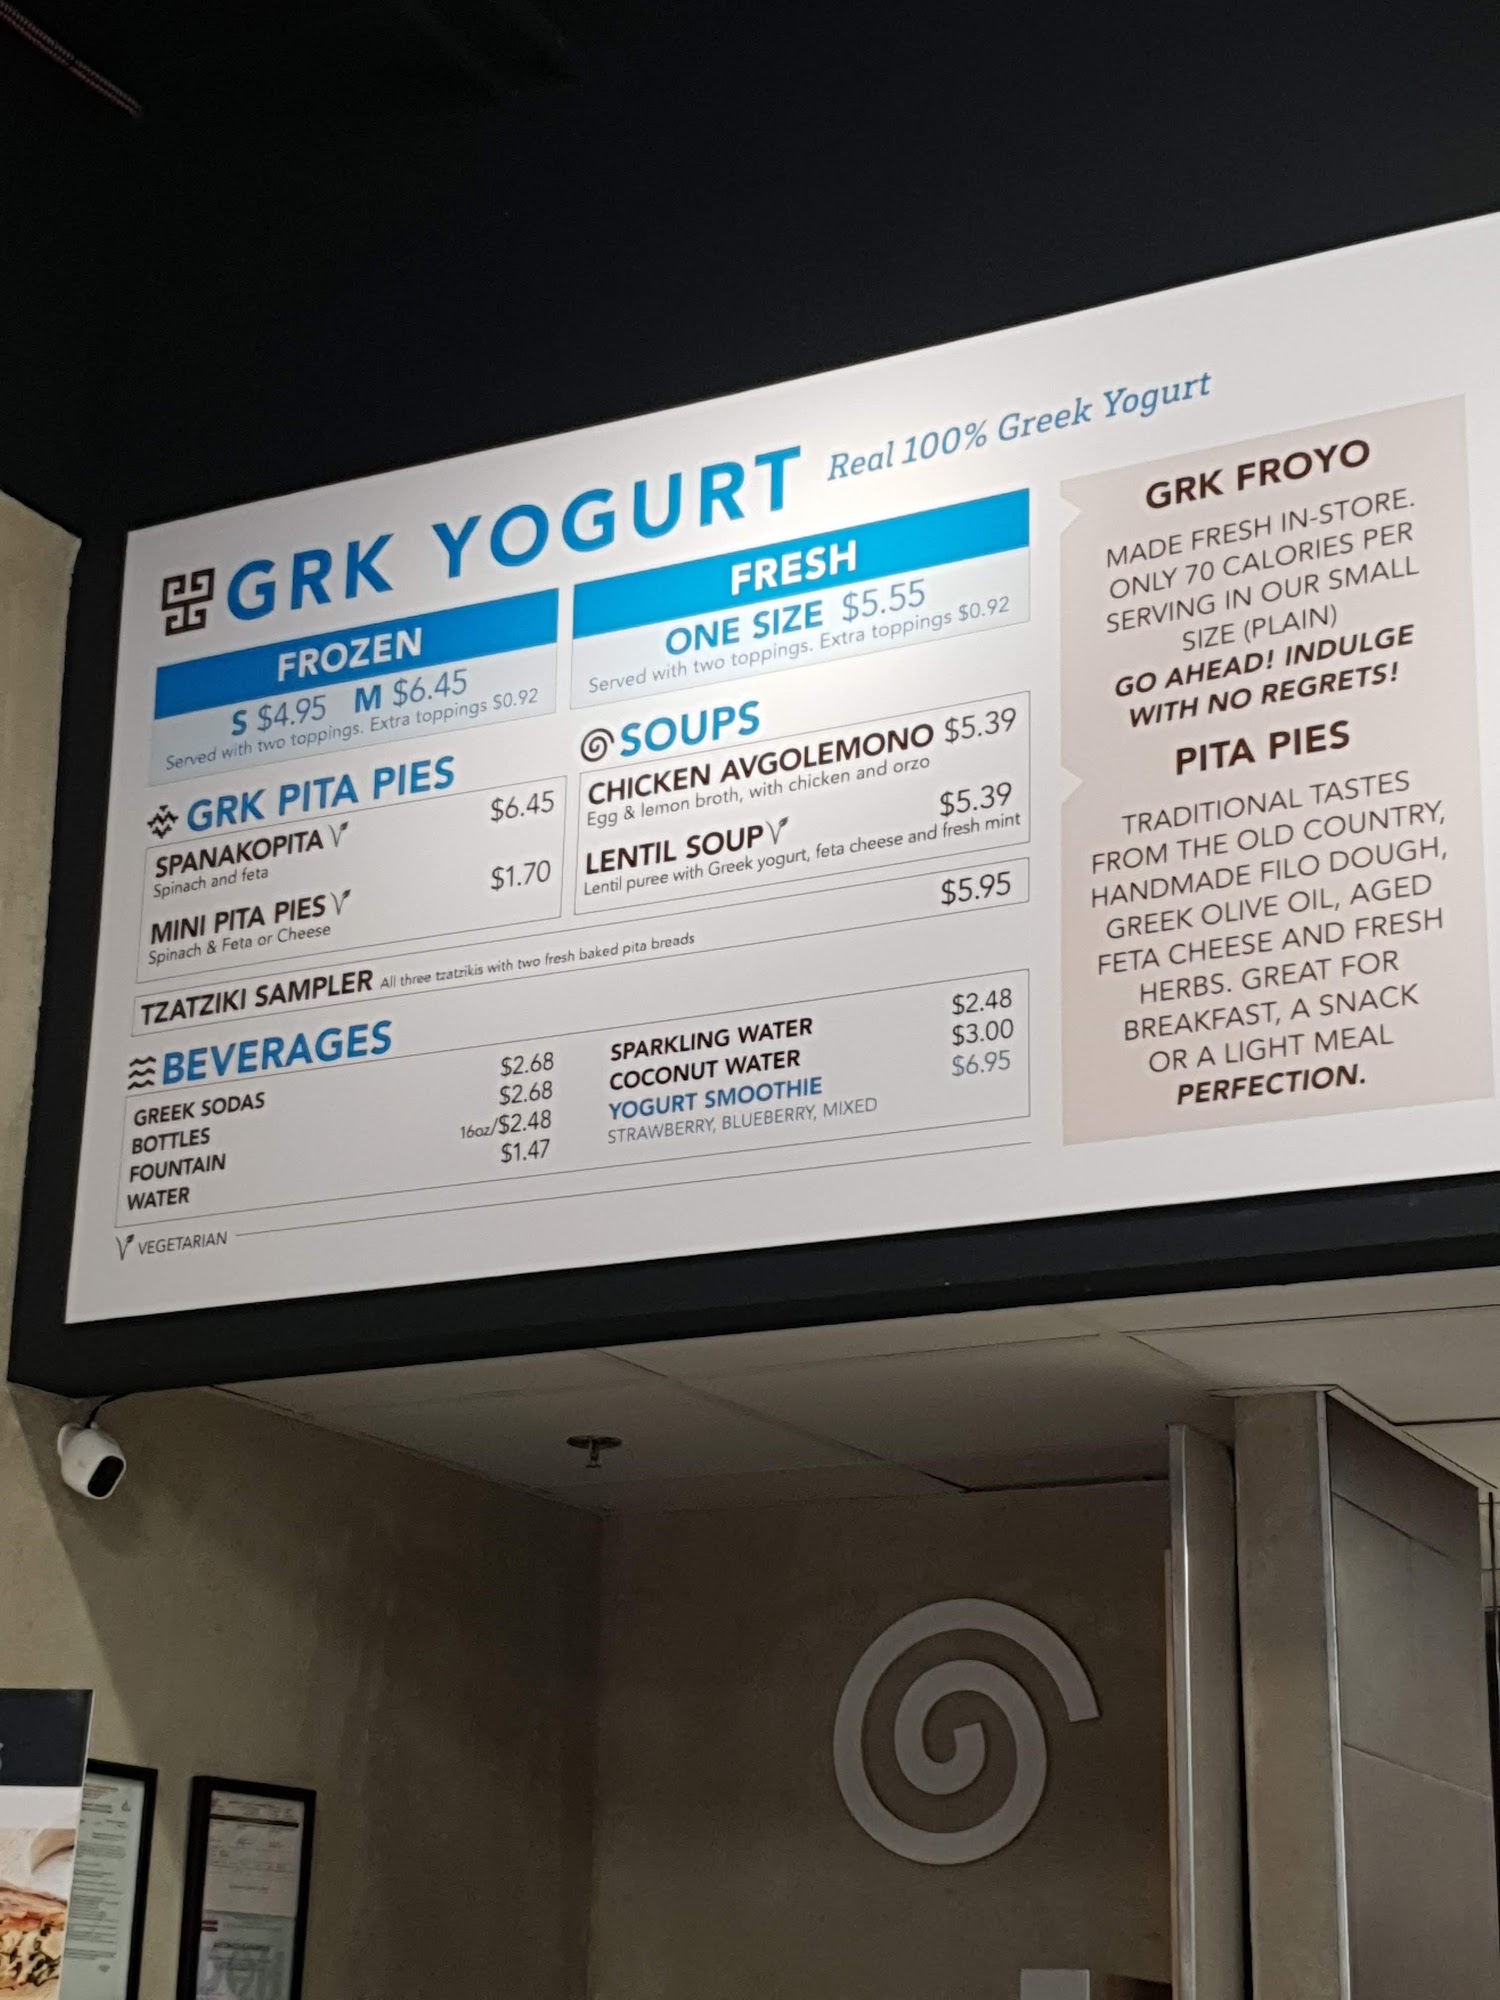 GRK YOGURT Real 100% Greek Yogurt
FROZEN
S $4.95 M $6.45
Served with two toppings. Extra toppings $0.92
FRESH
ONE SIZE $5.55
Served with two toppings. Extra toppings $0.92
GRK PITA PIES
SPANAKOPITA $6.45
Spinach and feta
MINI PITA PIES $1.70
Spinach & Feta or Cheese
SOUPS
CHICKEN AVGOLEMONO $5.39
Egg & lemon broth, with chicken and orzo
LENTIL SOUP $5.39
Lentil puree with Greek yogurt, feta cheese and fresh mint
TZATZIKI SAMPLER All three tzatzikis with two fresh baked pita breads $5.95
BEVERAGES
GREEK SODAS $2.68
BOTTLES $2.68
FOUNTAIN 16oz/$2.48
WATER $1.47
SPARKLING WATER $2.48
COCONUT WATER $3.00
YOGURT SMOOTHIE $6.95
STRAWBERRY, BLUEBERRY, MIXED
VEGETARIAN
GRK FROYO
MADE FRESH IN-STORE.
ONLY 70 CALORIES PER
SERVING IN OUR SMALL
SIZE (PLAIN)
GO AHEAD! INDULGE
WITH NO REGRETS!
PITA PIES
TRADITIONAL TASTES
FROM THE OLD COUNTRY,
HANDMADE FILO DOUGH,
GREEK OLIVE OIL, AGED
FETA CHEESE AND FRESH
HERBS. GREAT FOR
BREAKFAST, A SNACK
OR A LIGHT MEAL
PERFECTION.